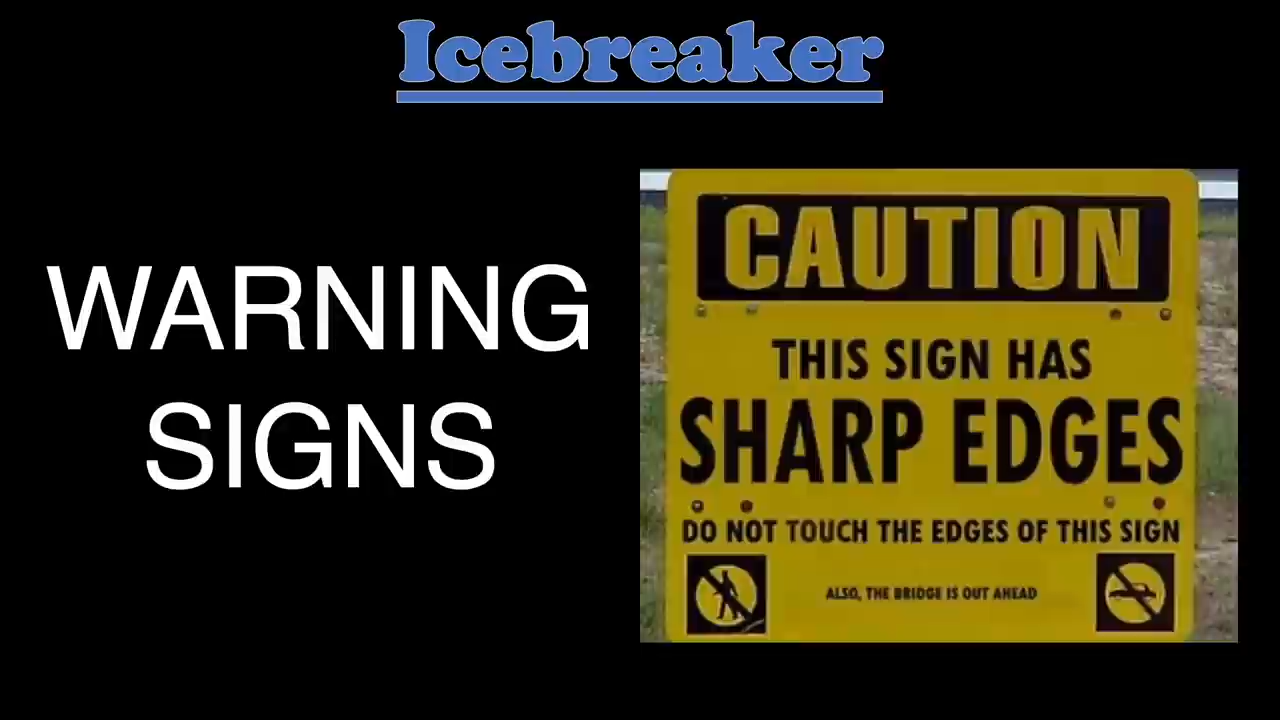 Icebreaker
WARNING
SIGNS
CAUTION
THIS SIGN HAS
SHARP EDGES
DO NOT TOUCH THE EDGES OF THIS SIGN
ALSO, THE BRIDGE IS OUT AHEAD